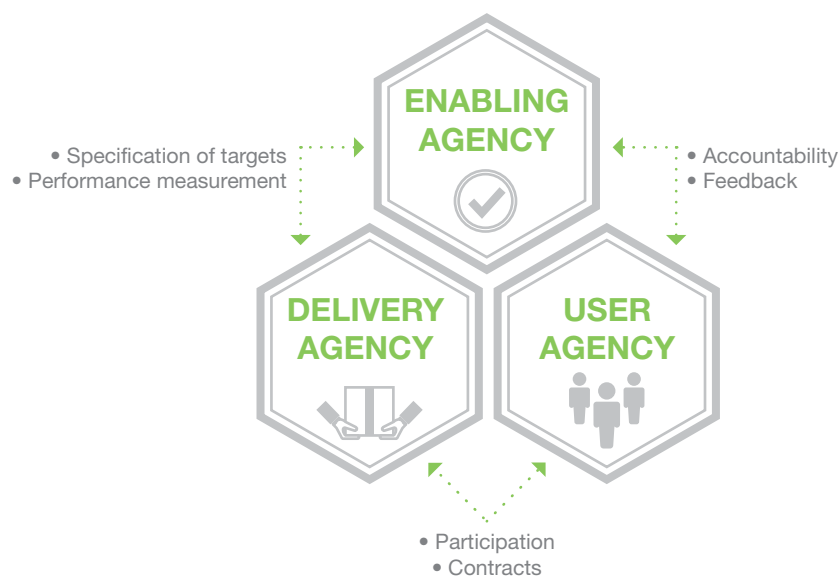 ENABLING
AGENCY
• Specification of targets
• Performance measurement
• Accountability
• Feedback
DELIVERY
AGENCY
USER
AGENCY
• Participation
• Contracts